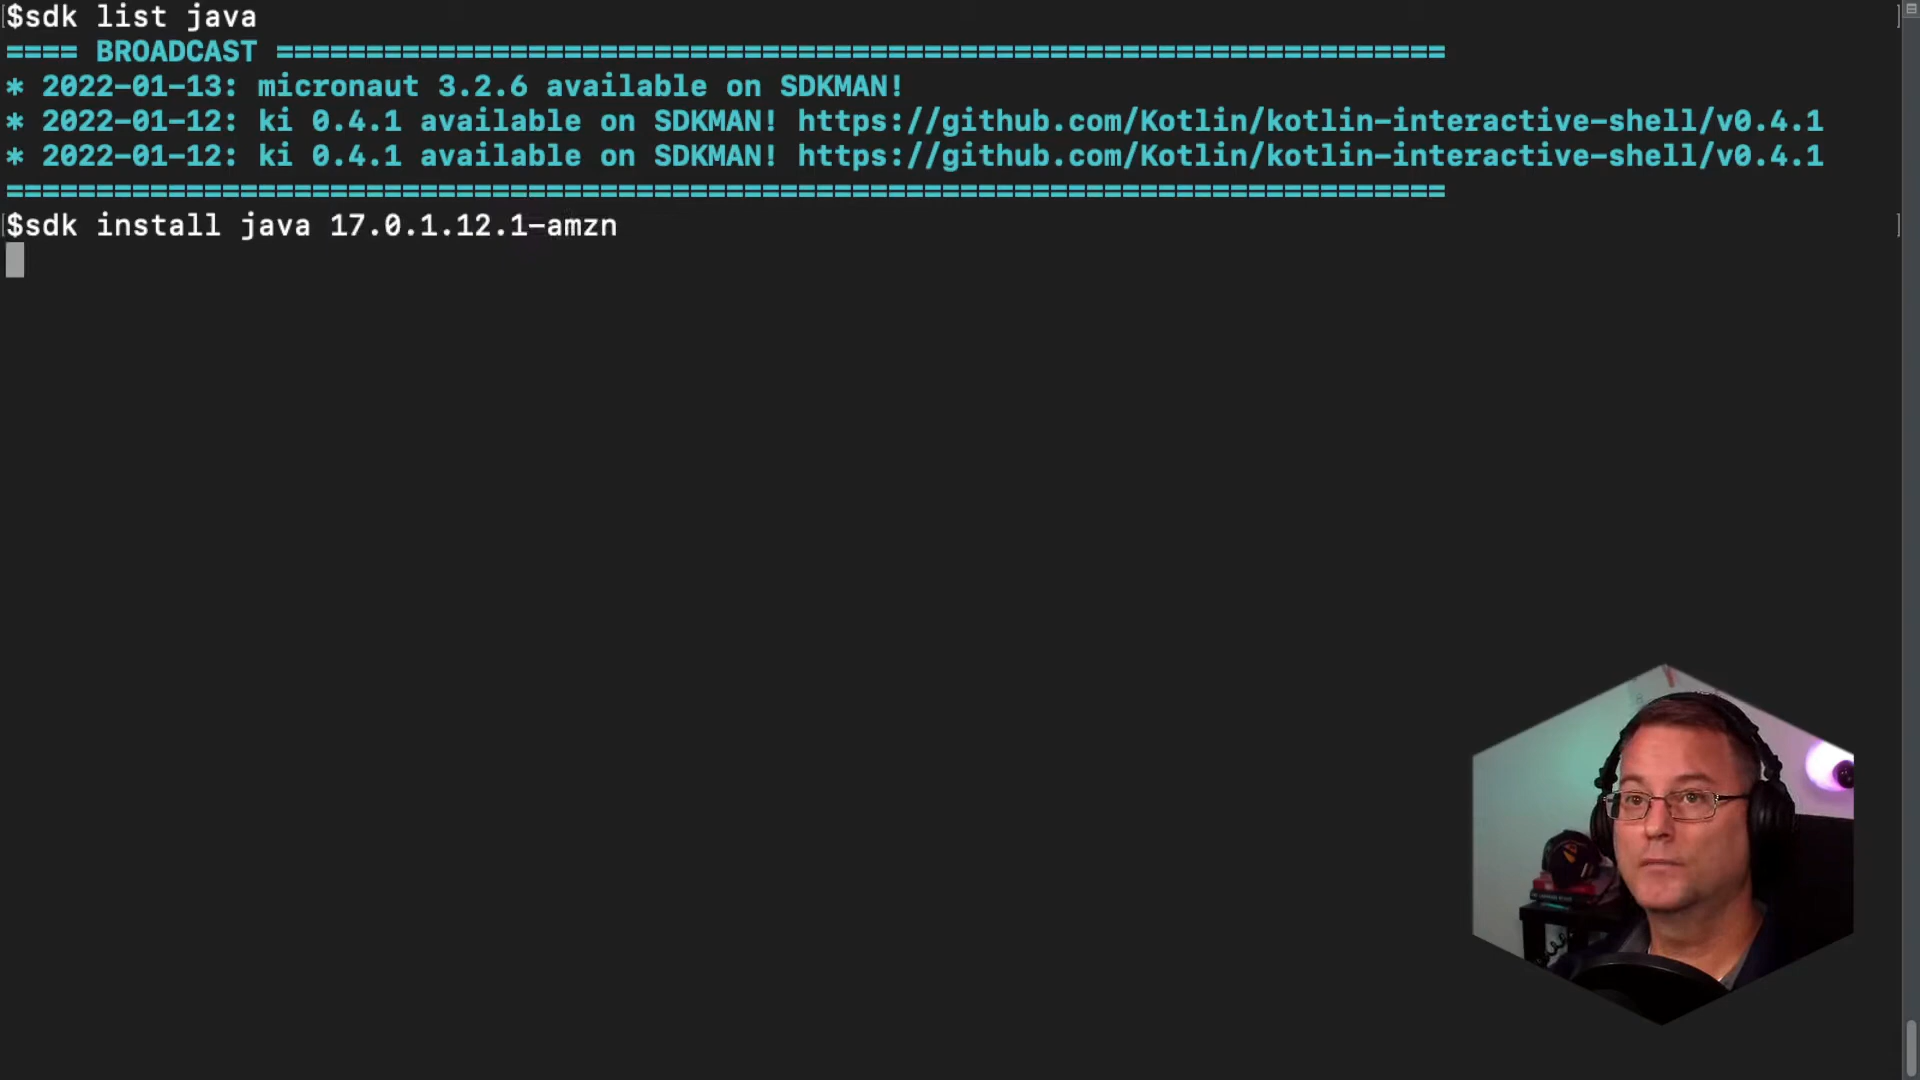 $sdk list java
==== BROADCAST =================================================================
* 2022-01-13: micronaut 3.2.6 available on SDKMAN!
* 2022-01-12: ki 0.4.1 available on SDKMAN! https://github.com/Kotlin/kotlin-interactive-shell/v0.4.1
* 2022-01-12: ki 0.4.1 available on SDKMAN! https://github.com/Kotlin/kotlin-interactive-shell/v0.4.1
================================================================================
$sdk install java 17.0.1.12.1-amzn